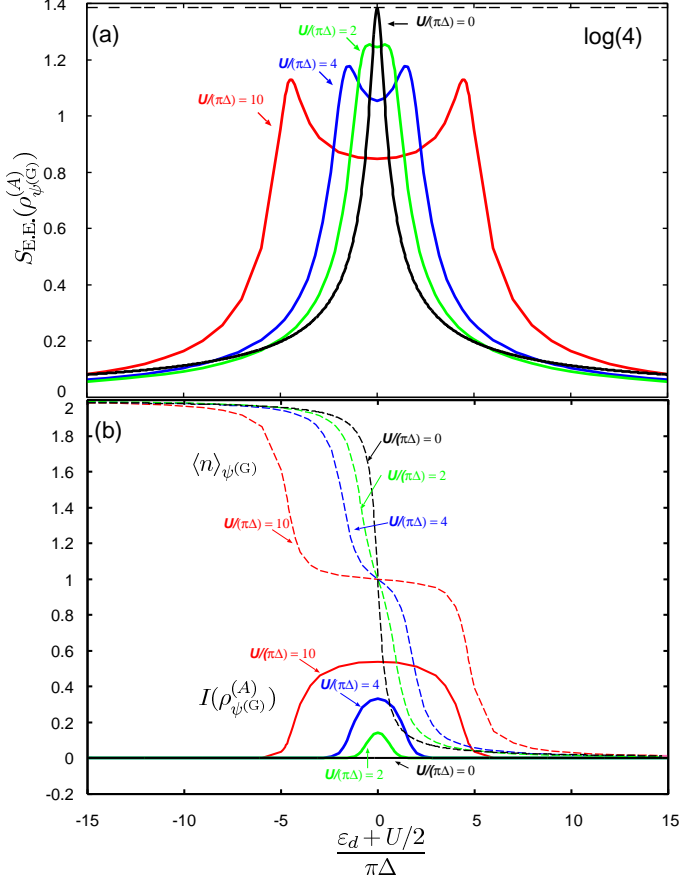 1.4
1.2
1
0.8
0.6
0.4
0.2
0
S_{E.E.}(ρ^{(A)}_{ψ^{(G)}})
(a)
log(4)
U/(πΔ) = 0
U/(πΔ) = 2
U/(πΔ) = 4
U/(πΔ) = 10
2
1.8
1.6
1.4
1.2
1
0.8
0.6
0.4
0.2
0
-0.2
(b)
⟨n⟩_{ψ^{(G)}}
U/(πΔ) = 0
U/(πΔ) = 2
U/(πΔ) = 4
U/(πΔ) = 10
U/(πΔ) = 10
I(ρ^{(A)}_{ψ^{(G)}})
U/(πΔ) = 4
U/(πΔ) = 2
U/(πΔ) = 0
-15 -10 -5 0 5 10 15
ε_d + U/2
πΔ